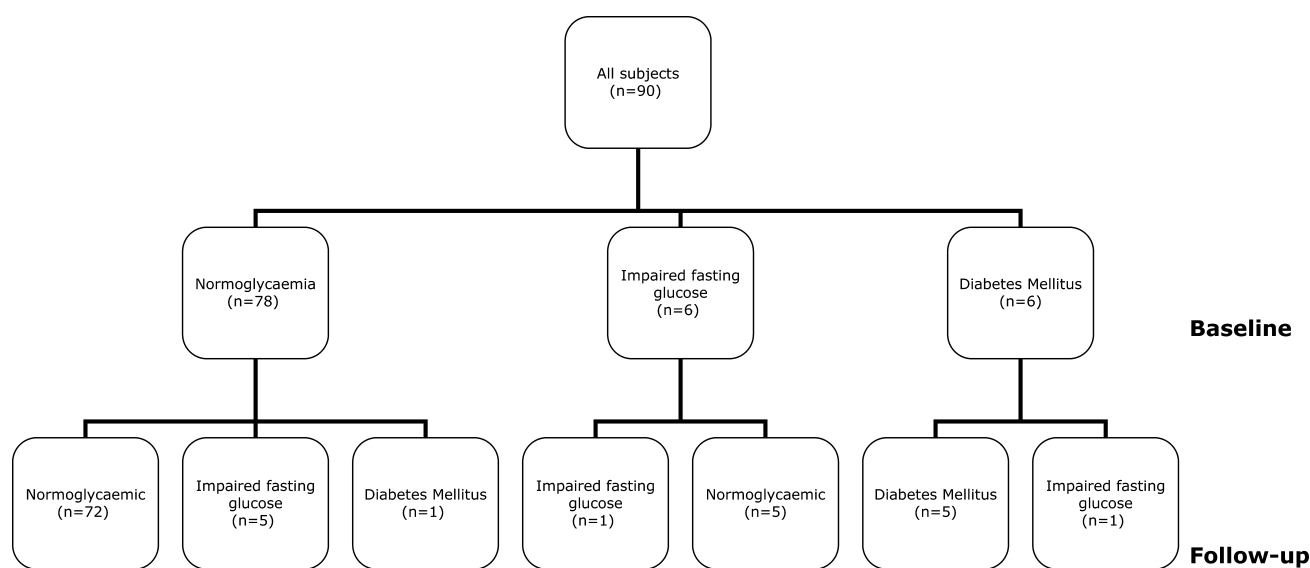 All subjects
(n=90)
Normoglycaemia
(n=78)
Impaired fasting
glucose
(n=6)
Diabetes Mellitus
(n=6)
Baseline
Normoglycaemic
(n=72)
Impaired fasting
glucose
(n=5)
Diabetes Mellitus
(n=1)
Impaired fasting
glucose
(n=1)
Normoglycaemic
(n=5)
Diabetes Mellitus
(n=5)
Impaired fasting
glucose
(n=1)
Follow-up